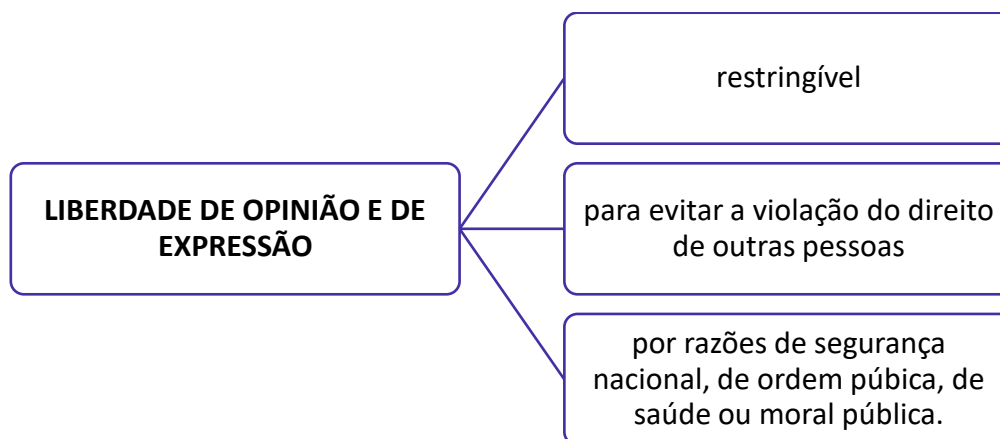 LIBERDADE DE OPINIÃO E DE
EXPRESSÃO
restringível
para evitar a violação do direito
de outras pessoas
por razões de segurança
nacional, de ordem púbica, de
saúde ou moral pública.